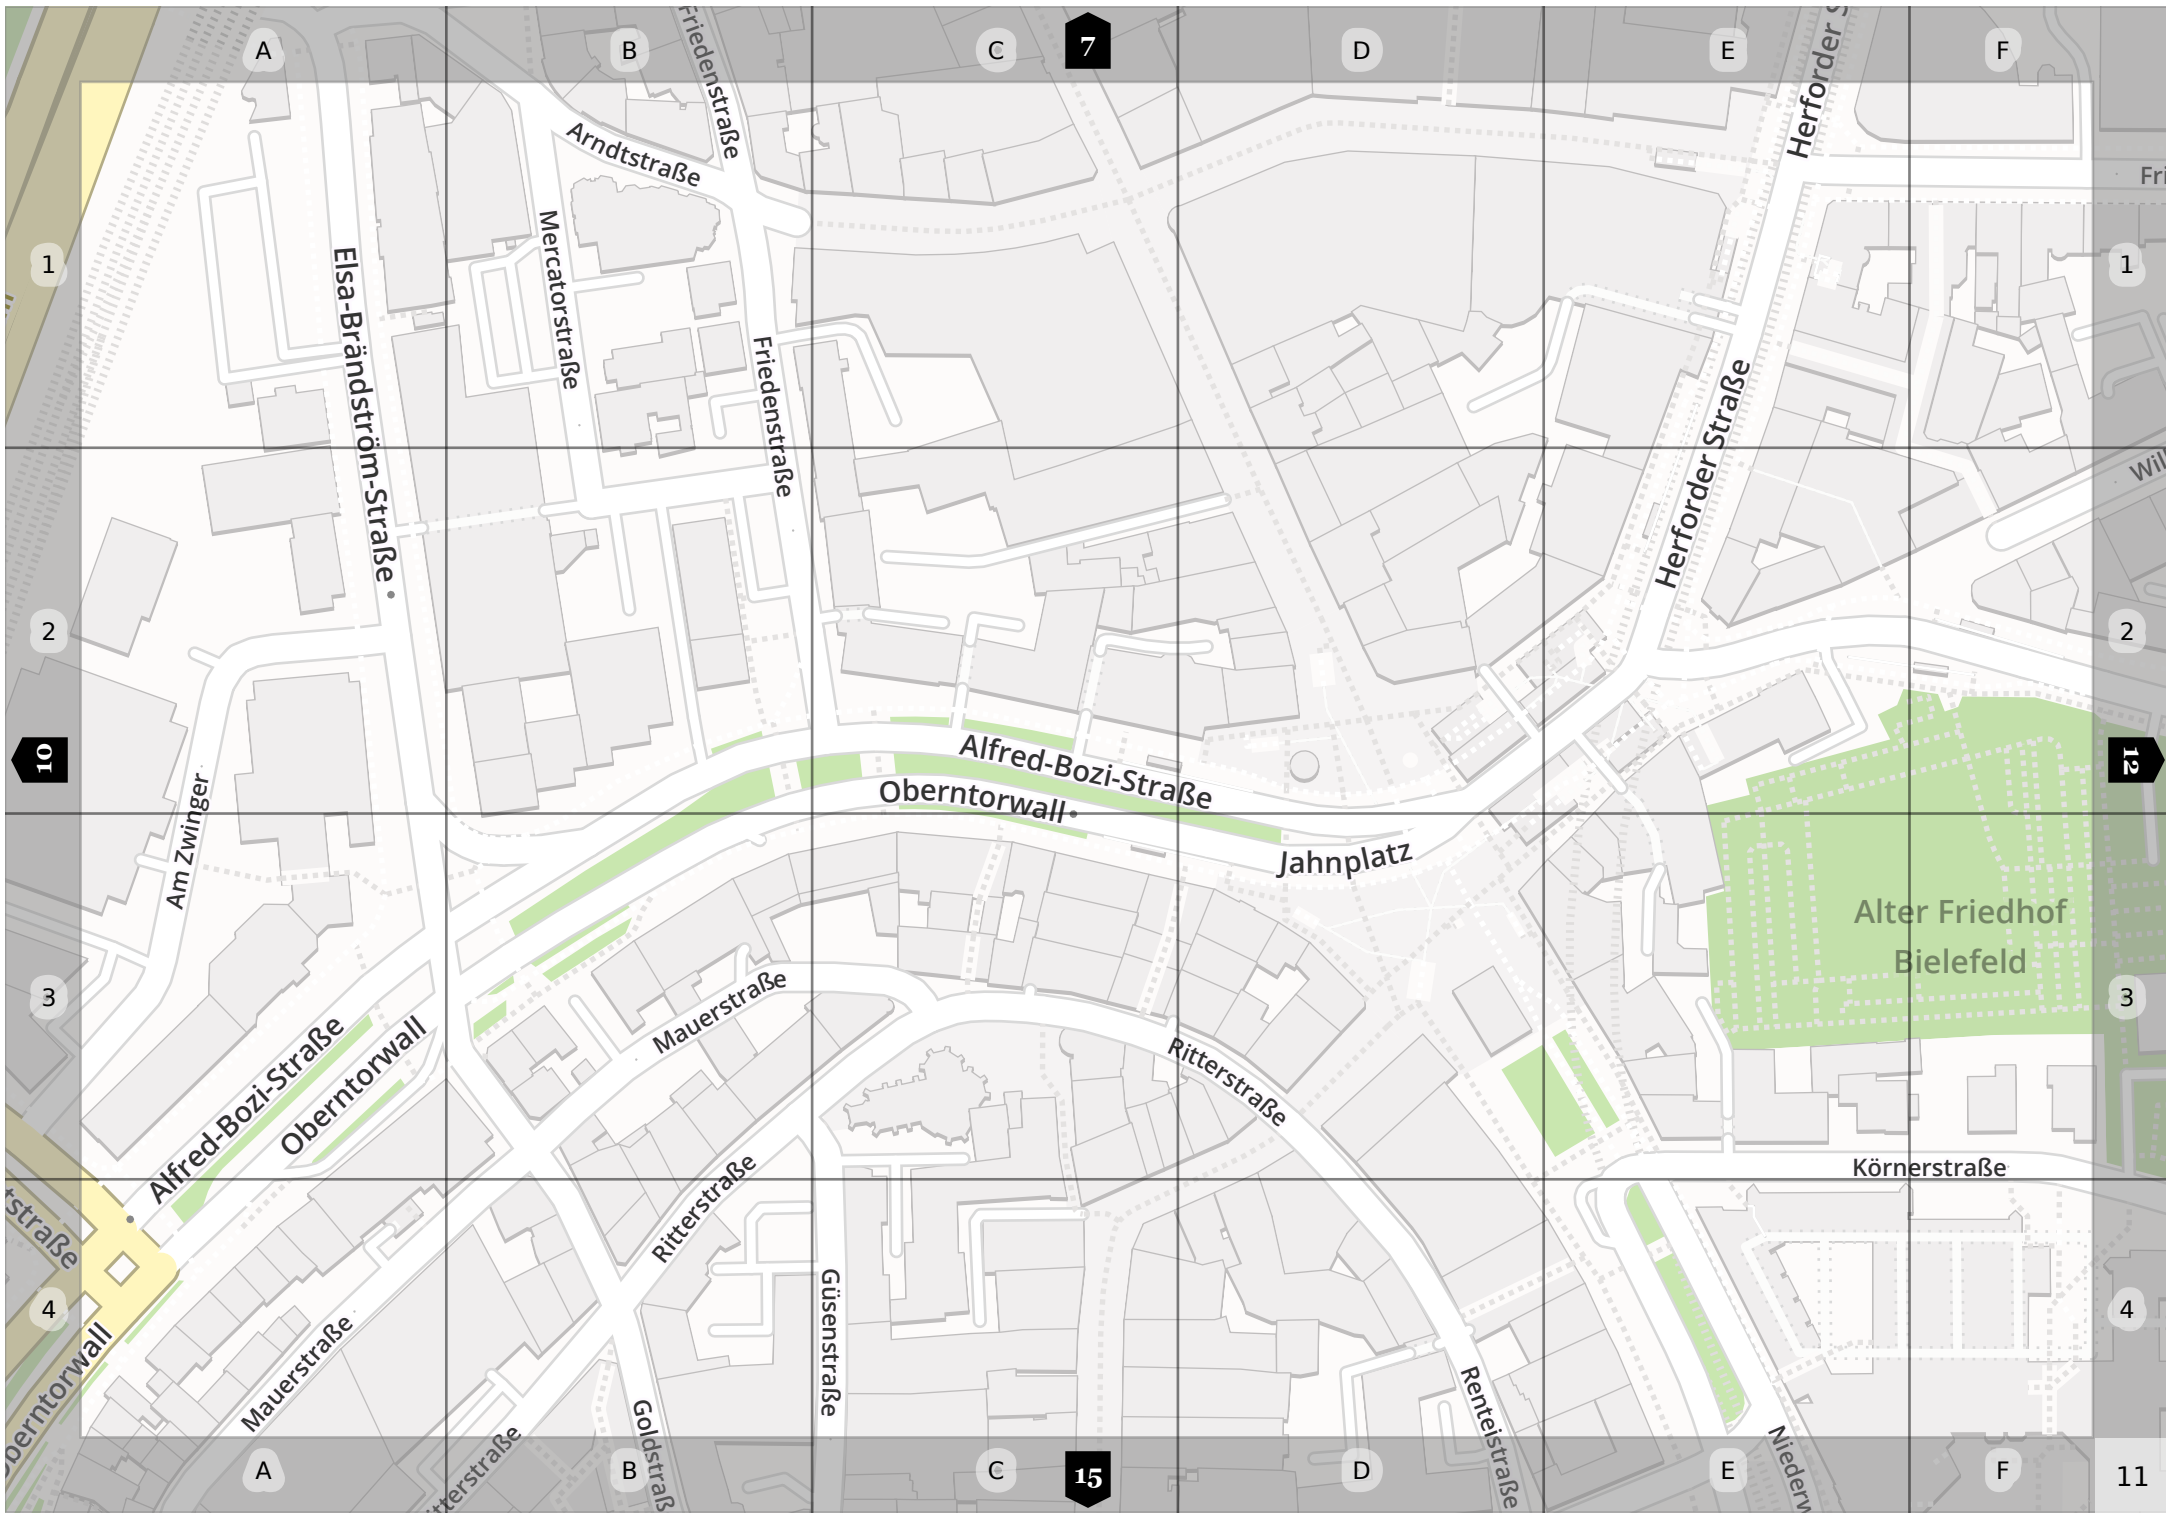 A
B
C
7
D
E
F
Friedenstraße
Herforder S
Arndtstraße
Fri
1
Elsa-Brändström-Straße
Mercatorstraße
Friedenstraße
Herforder Straße
1
Will
2
2
10
Am Zwinger
Alfred-Bozi-Straße
Oberntorwall
Jahnplatz
12
Alter Friedhof
Bielefeld
3
Mauerstraße
Ritterstraße
3
Alfred-Bozi-Straße
Oberntorwall
Körnerstraße
tstraße
Ritterstraße
Güsenstraße
4
Oberntorwall
Mauerstraße
4
Ritterstraße
Goldstraß
Renteistraße
Niederw
A
B
C
15
D
E
F
11